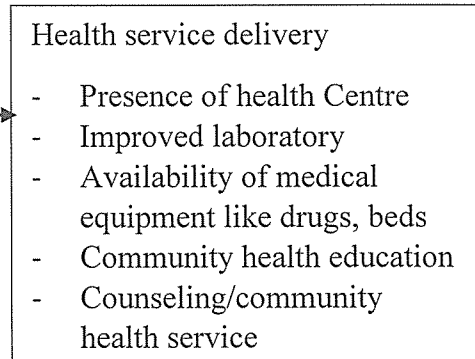 Health service delivery
- Presence of health Centre
- Improved laboratory
- Availability of medical
equipment like drugs, beds
- Community health education
- Counseling/community
health service